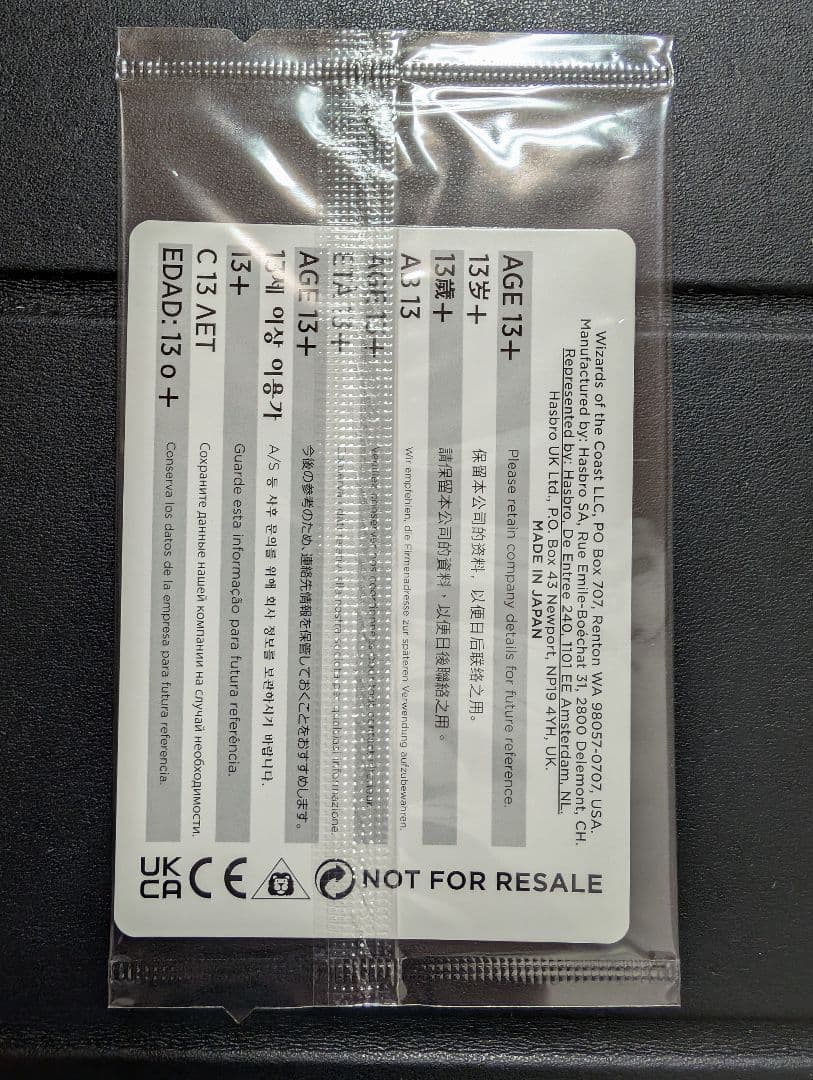 Wizards of the Coast LLC, PO Box 707, Renton WA 98057-0707, USA.
Manufactured by: Hasbro SA, Rue Emile-Boéchat 31, 2800 Delemont, CH.
Represented by: Hasbro, De Entree 240, 1101 EE Amsterdam, NL.
Hasbro UK Ltd., P.O. Box 43 Newport, NP19 4YH, UK.
MADE IN JAPAN
AGE 13+ Please retain company details for future reference.
13岁+ 保留本公司的资料，以便日后联络之用。
13歲+ 請保留本公司的資料，以便日後聯絡之用。
AB 13 Wir empfehlen, die Firmenadresse zur späteren Verwendung aufzubewahren.
AGE 13+
ETÀ 13+
AGE 13+ 今後の参考のため、連絡先情報を保管しておくことをおすすめします。
13세 이상 이용가 A/S 등 사후 문의를 위해 회사 정보를 보관하시기 바랍니다.
13+ Guarde esta informação para futura referência.
С 13 ЛЕТ Сохраните данные нашей компании на случай необходимости.
EDAD: 13 o + Conserva los datos de la empresa para futura referencia.
UK CA CE NOT FOR RESALE